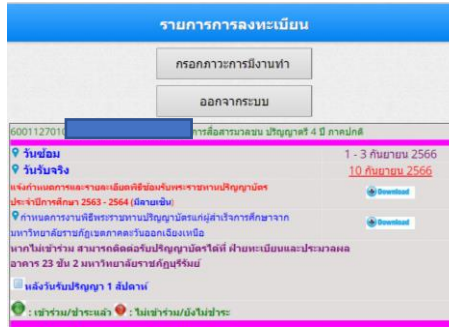 รายการการลงทะเบียน
กรอกภาวะการมีงานทำ
ออกจากระบบ
6001127010 การสื่อสารมวลชน ปริญญาตรี 4 ปี ภาคปกติ
วันซ้อม 1 - 3 กันยายน 2566
วันรับจริง 10 กันยายน 2566
แจ้งกำหนดการและรายละเอียดพิธีซ้อมรับพระราชทานปริญญาบัตร
ประจำปีการศึกษา 2563 - 2564 (มีลายเซ็น) Download
กำหนดการงานพิธีพระราชทานปริญญาบัตรแก่ผู้สำเร็จการศึกษาจาก
มหาวิทยาลัยราชภัฏเขตภาคตะวันออกเฉียงเหนือ Download
หากไม่เข้าร่วม สามารถติดต่อรับปริญญาบัตรได้ที่ ฝ่ายทะเบียนและประมวลผล
อาคาร 23 ชั้น 2 มหาวิทยาลัยราชภัฏบุรีรัมย์
หลังวันรับปริญญา 1 สัปดาห์
: เข้าร่วม/ชำระแล้ว : ไม่เข้าร่วม/ยังไม่ชำระ